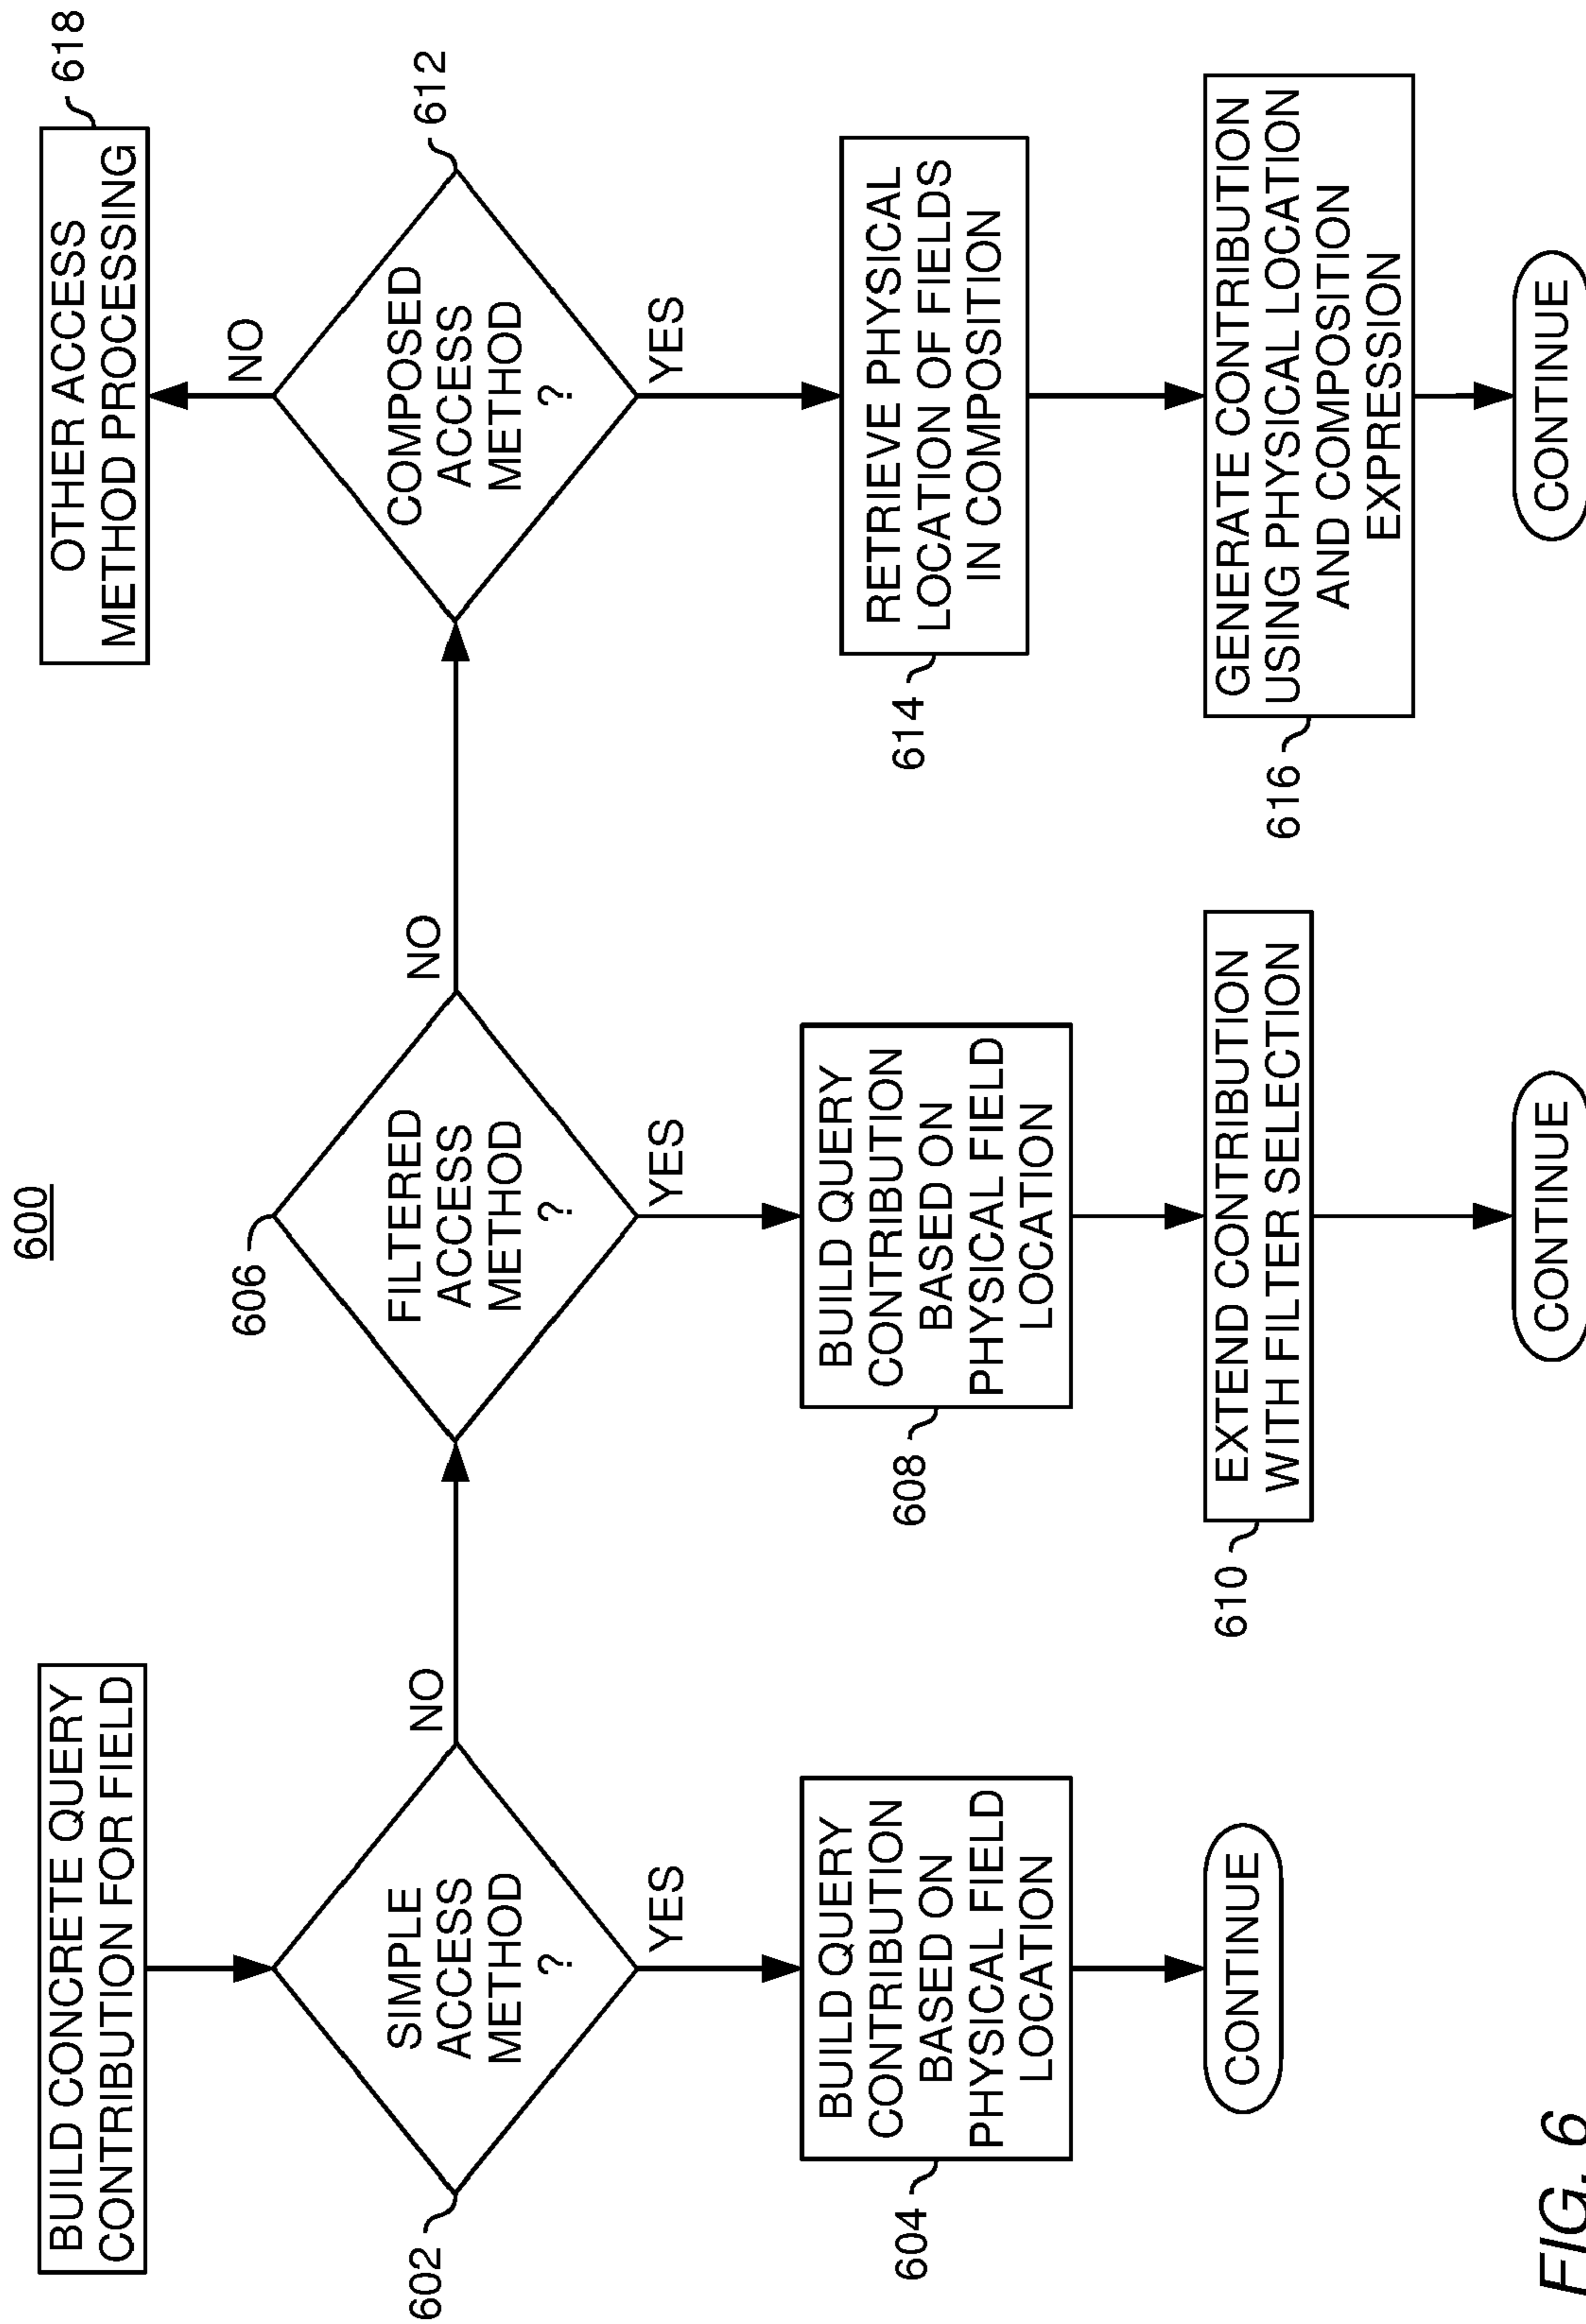 600
BUILD CONCRETE QUERY
CONTRIBUTION FOR FIELD
602
SIMPLE
ACCESS
METHOD
?
NO
YES
604
BUILD QUERY
CONTRIBUTION
BASED ON
PHYSICAL FIELD
LOCATION
CONTINUE
606
FILTERED
ACCESS
METHOD
?
NO
YES
608
BUILD QUERY
CONTRIBUTION
BASED ON
PHYSICAL FIELD
LOCATION
610
EXTEND CONTRIBUTION
WITH FILTER SELECTION
CONTINUE
OTHER ACCESS
METHOD PROCESSING
618
NO
612
COMPOSED
ACCESS
METHOD
?
YES
614
RETRIEVE PHYSICAL
LOCATION OF FIELDS
IN COMPOSITION
616
GENERATE CONTRIBUTION
USING PHYSICAL LOCATION
AND COMPOSITION
EXPRESSION
CONTINUE
FIG. 6